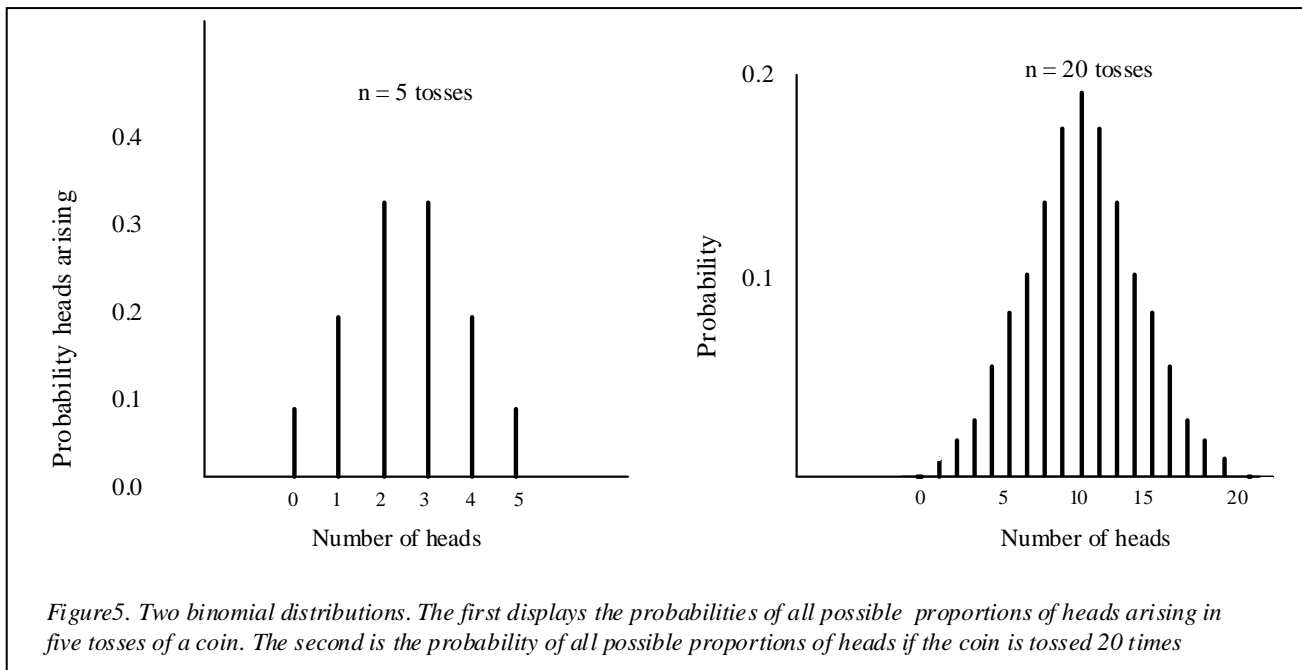 n = 5 tosses
0.4
0.3
0.2
0.1
0.0
Probability heads arising
0 1 2 3 4 5
Number of heads
n = 20 tosses
0.2
0.1
Probability
0 5 10 15 20
Number of heads
Figure5. Two binomial distributions. The first displays the probabilities of all possible proportions of heads arising in
five tosses of a coin. The second is the probability of all possible proportions of heads if the coin is tossed 20 times